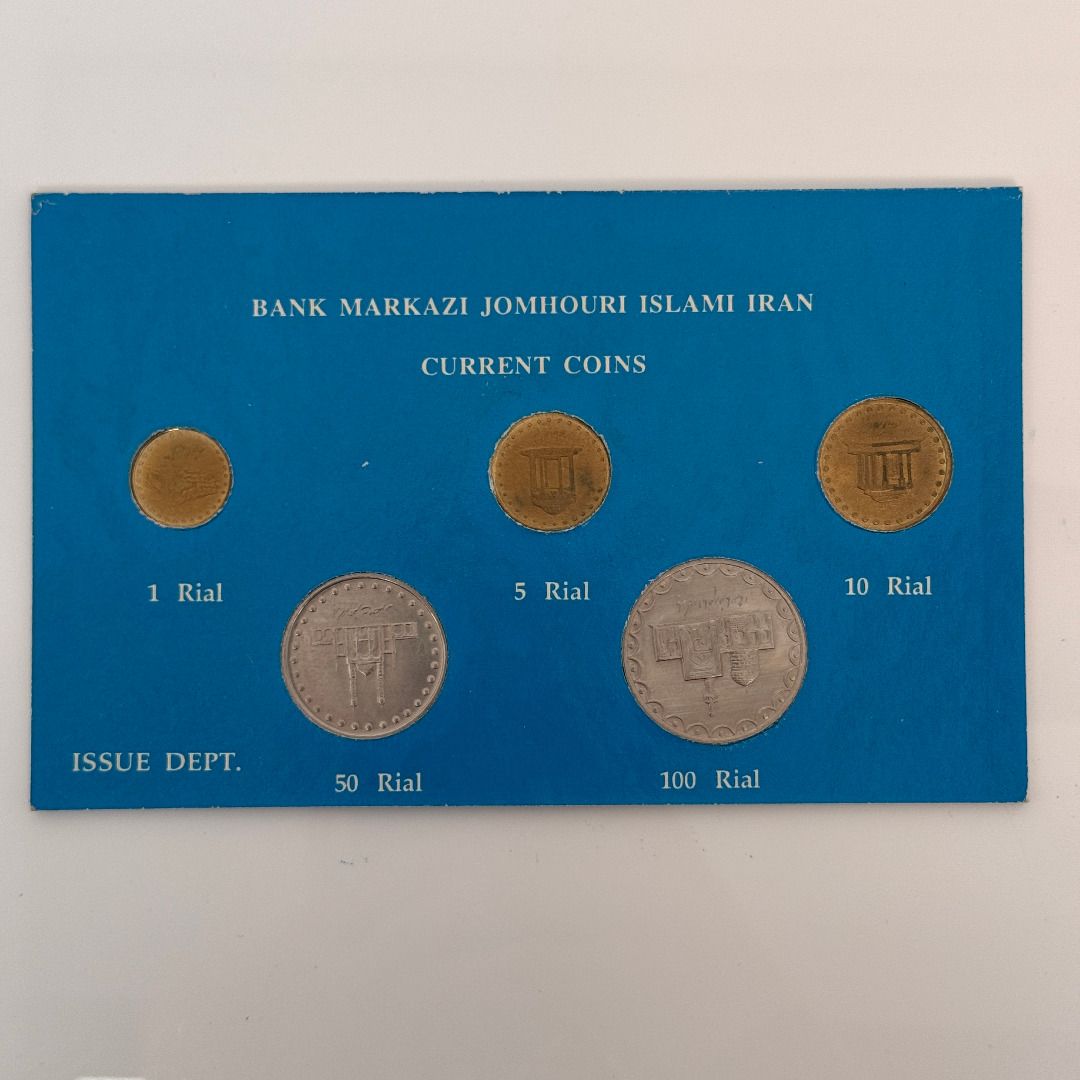 BANK MARKAZI JOMHOURI ISLAMI IRAN
CURRENT COINS
1 Rial
5 Rial
10 Rial
50 Rial
100 Rial
ISSUE DEPT.